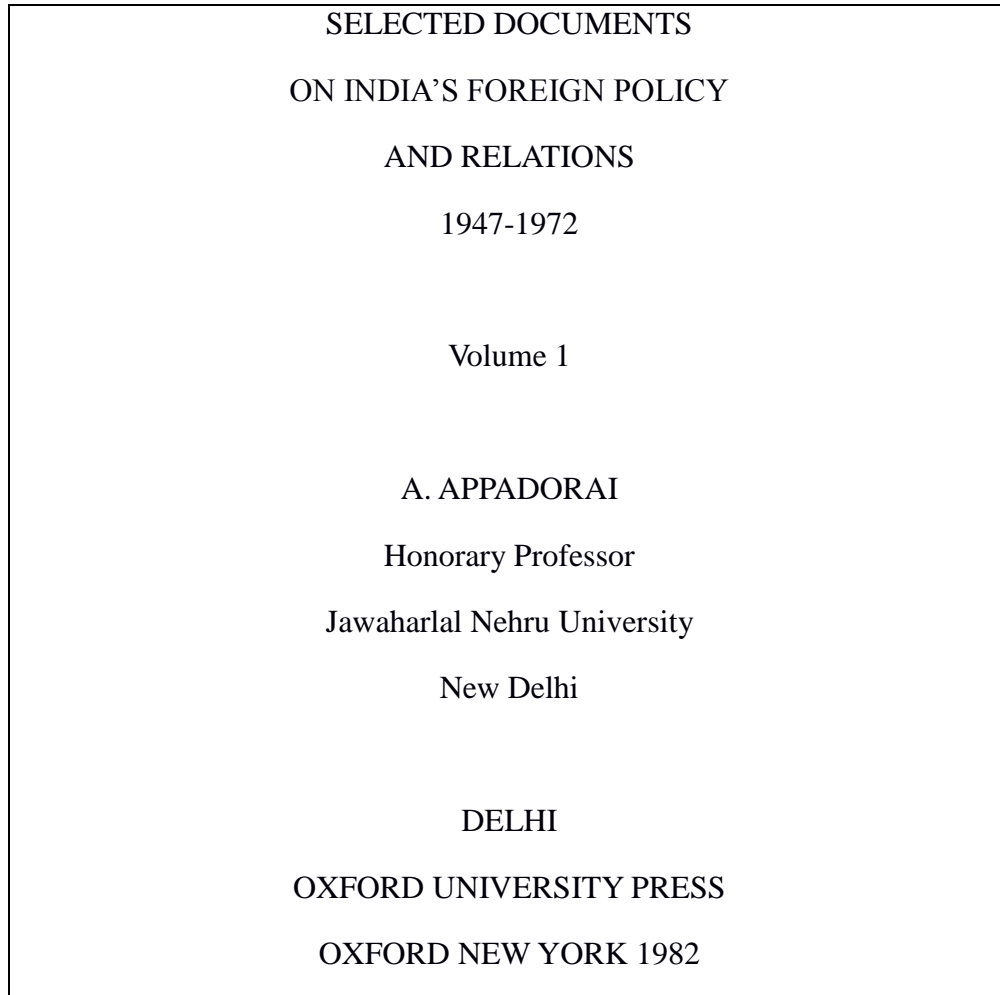 SELECTED DOCUMENTS
ON INDIA’S FOREIGN POLICY
AND RELATIONS
1947-1972
Volume 1
A. APPADORAI
Honorary Professor
Jawaharlal Nehru University
New Delhi
DELHI
OXFORD UNIVERSITY PRESS
OXFORD NEW YORK 1982